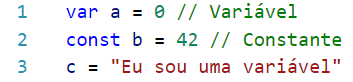 1 var a = 0 // Variável
2 const b = 42 // Constante
3 c = "Eu sou uma variável"